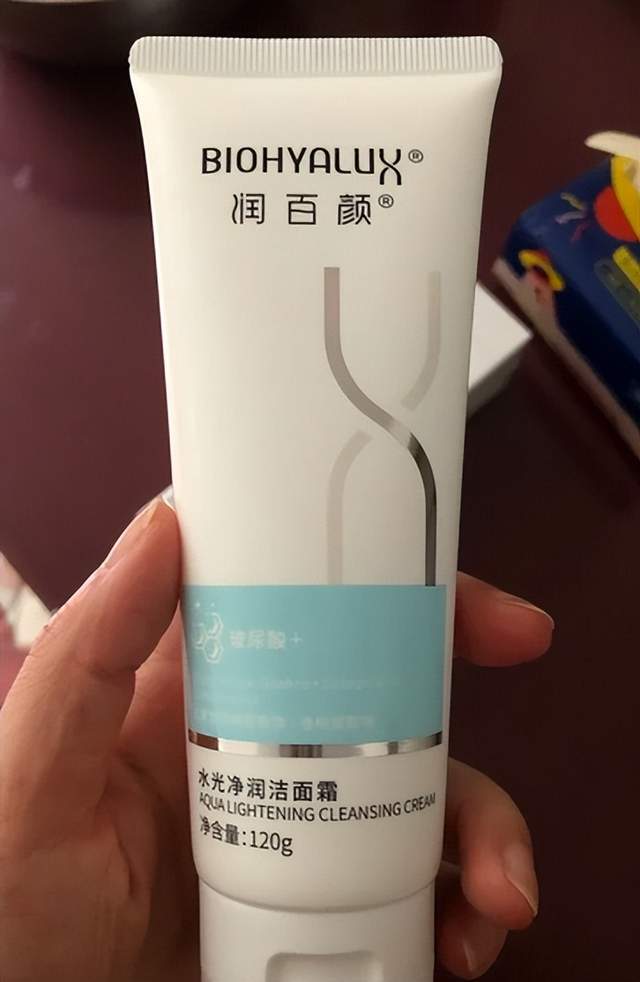 BIOHYALUX®
润百颜®
玻尿酸+
水光净润洁面霜
AQUA LIGHTENING CLEANSING CREAM
净含量:120g